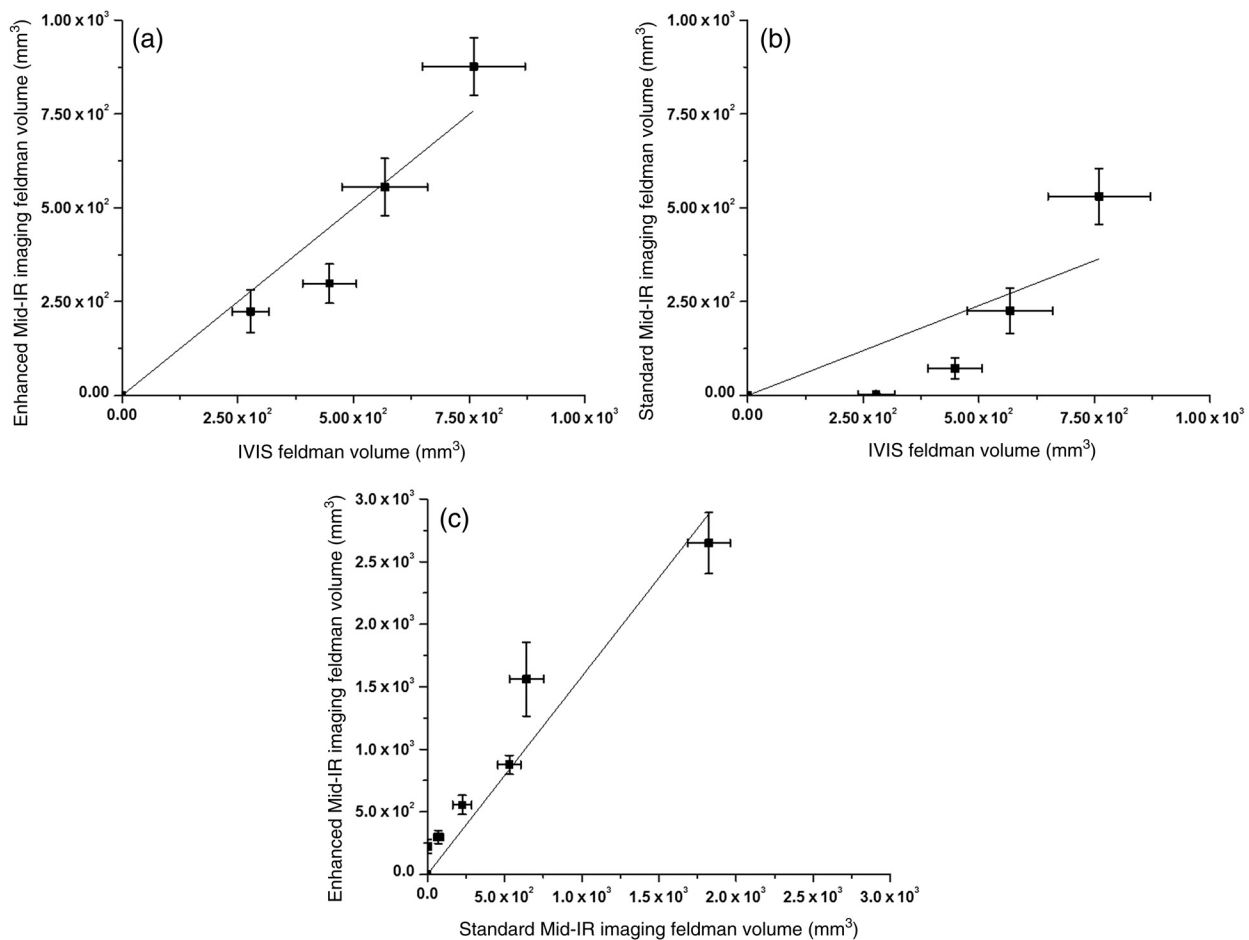 (a)
Enhanced Mid-IR imaging feldman volume (mm³)
1.00 x 10³
7.50 x 10²
5.00 x 10²
2.50 x 10²
0.00
0.00
2.50 x 10²
5.00 x 10²
7.50 x 10²
1.00 x 10³
IVIS feldman volume (mm³)
(b)
Standard Mid-IR imaging feldman volume (mm³)
1.00 x 10³
7.50 x 10²
5.00 x 10²
2.50 x 10²
0.00
0.00
2.50 x 10²
5.00 x 10²
7.50 x 10²
1.00 x 10³
IVIS feldman volume (mm³)
(c)
Enhanced Mid-IR imaging feldman volume (mm³)
3.0 x 10³
2.5 x 10³
2.0 x 10³
1.5 x 10³
1.0 x 10³
5.0 x 10²
0.0
0.0
5.0 x 10²
1.0 x 10³
1.5 x 10³
2.0 x 10³
2.5 x 10³
3.0 x 10³
Standard Mid-IR imaging feldman volume (mm³)